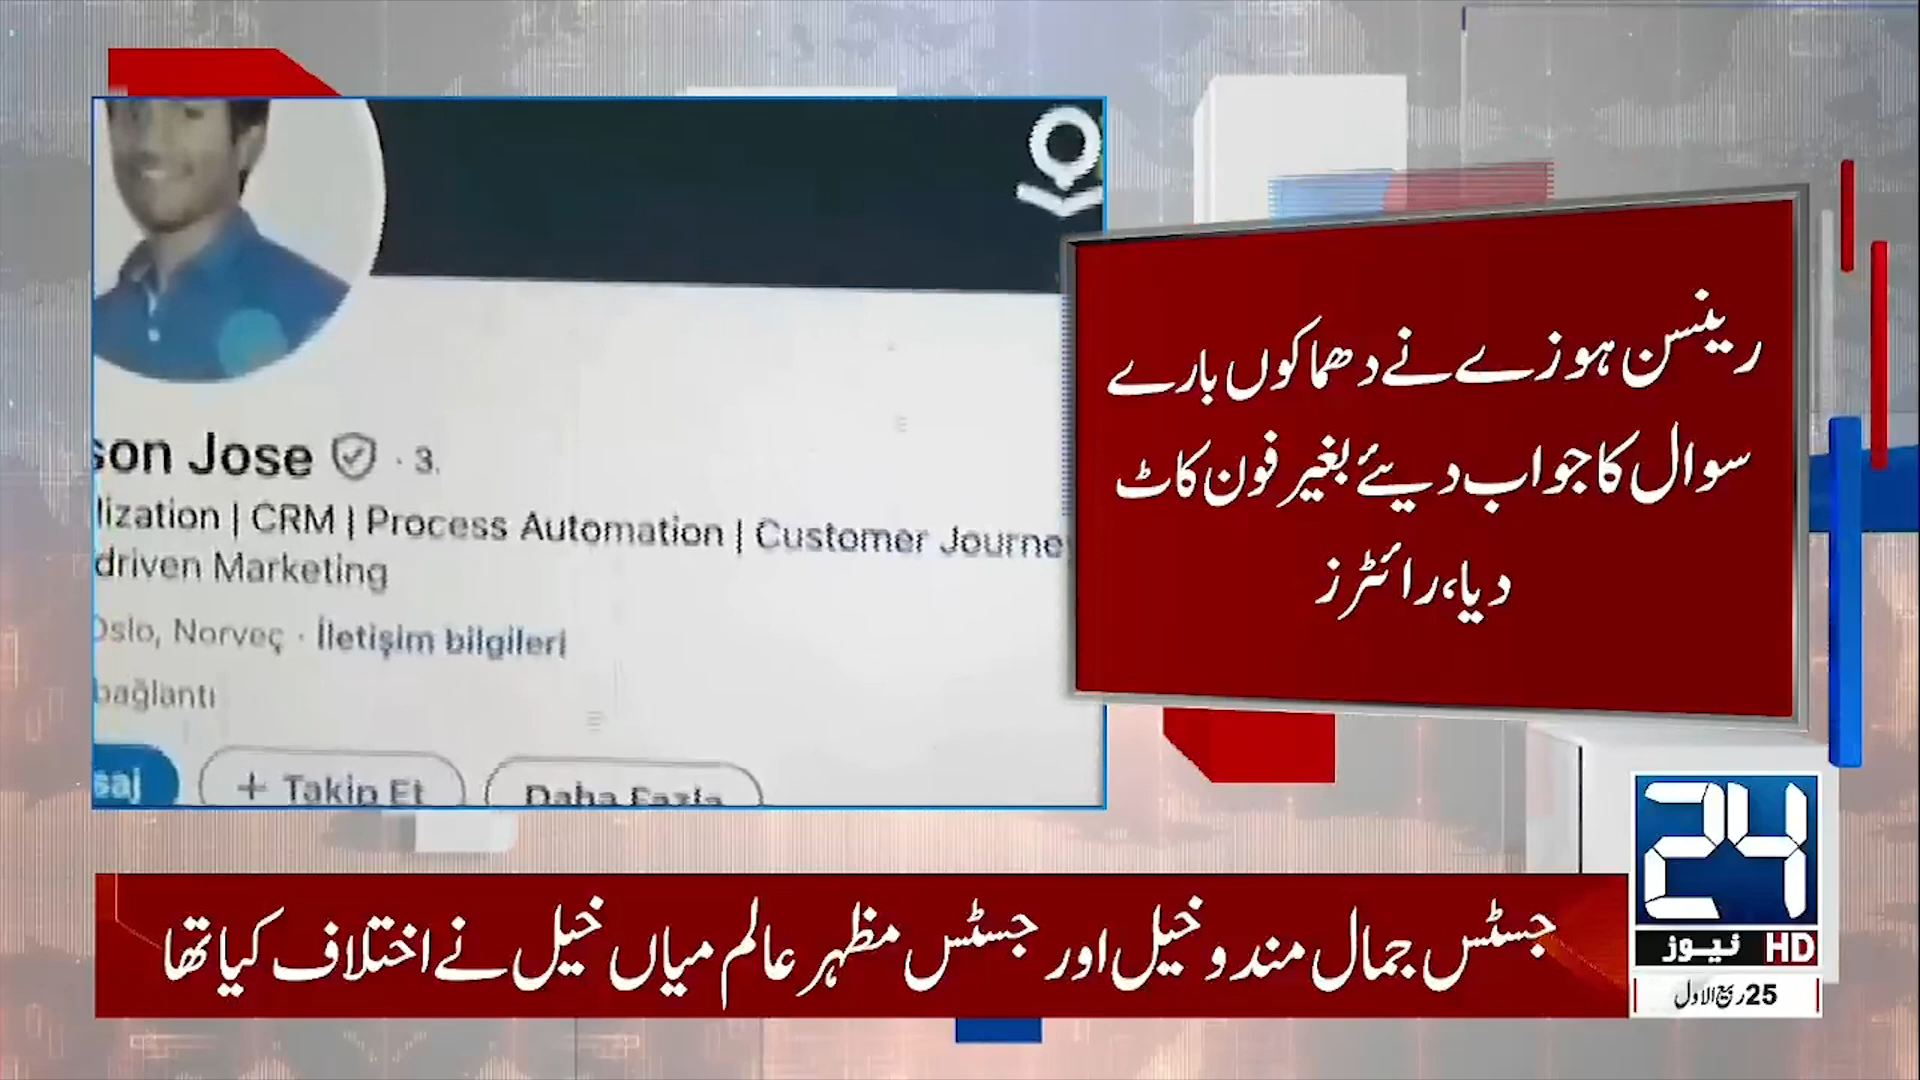 son Jose · 3.
lization | CRM | Process Automation | Customer Journe
driven Marketing
Oslo, Norveç · İletişim bilgileri
bağlantı
saj
+ Takip Et
Daha Fazla
رینسن ہوزے نے دھماکوں بارے
سوال کا جواب دیئے بغیر فون کاٹ
دیا، رائٹرز
جسٹس جمال مندوخیل اور جسٹس مظہر عالم میاں خیل نے اختلاف کیا تھا
24
نیوز HD
25 ربیع الاول